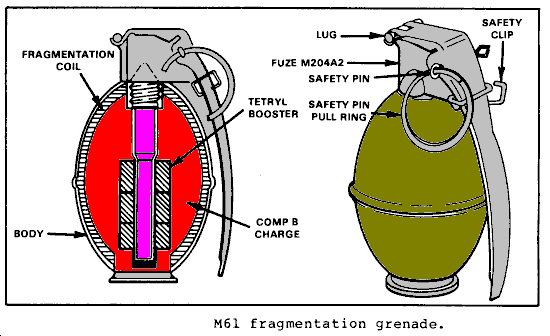 FRAGMENTATION
COIL
TETRYL
BOOSTER
COMP B
CHARGE
BODY
LUG
SAFETY
CLIP
FUZE M204A2
SAFETY PIN
SAFETY PIN
PULL RING
M61 fragmentation grenade.